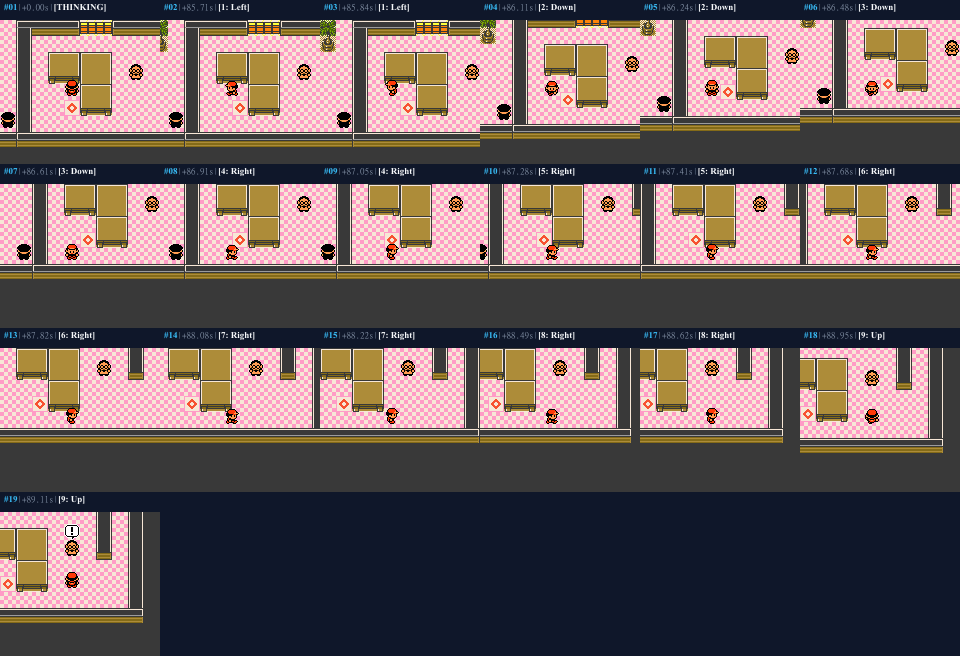 #01|+0.00s|[THINKING]
#02|+85.71s|[1: Left]
#03|+85.84s|[1: Left]
#04|+86.11s|[2: Down]
#05|+86.24s|[2: Down]
#06|+86.48s|[3: Down]
#07|+86.61s|[3: Down]
#08|+86.91s|[4: Right]
#09|+87.05s|[4: Right]
#10|+87.28s|[5: Right]
#11|+87.41s|[5: Right]
#12|+87.68s|[6: Right]
#13|+87.82s|[6: Right]
#14|+88.08s|[7: Right]
#15|+88.22s|[7: Right]
#16|+88.49s|[8: Right]
#17|+88.62s|[8: Right]
#18|+88.95s|[9: Up]
#19|+89.11s|[9: Up]
!